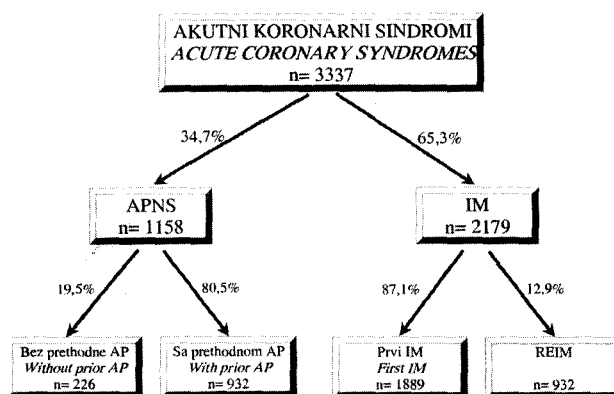 AKUTNI KORONARNI SINDROMI
ACUTE CORONARY SYNDROMES
n= 3337
34,7%
65,3%
APNS
n= 1158
IM
n= 2179
19,5%
80,5%
87,1%
12,9%
Bez prethodne AP
Without prior AP
n= 226
Sa prethodnom AP
With prior AP
n= 932
Prvi IM
First IM
n= 1889
REIM
n= 932